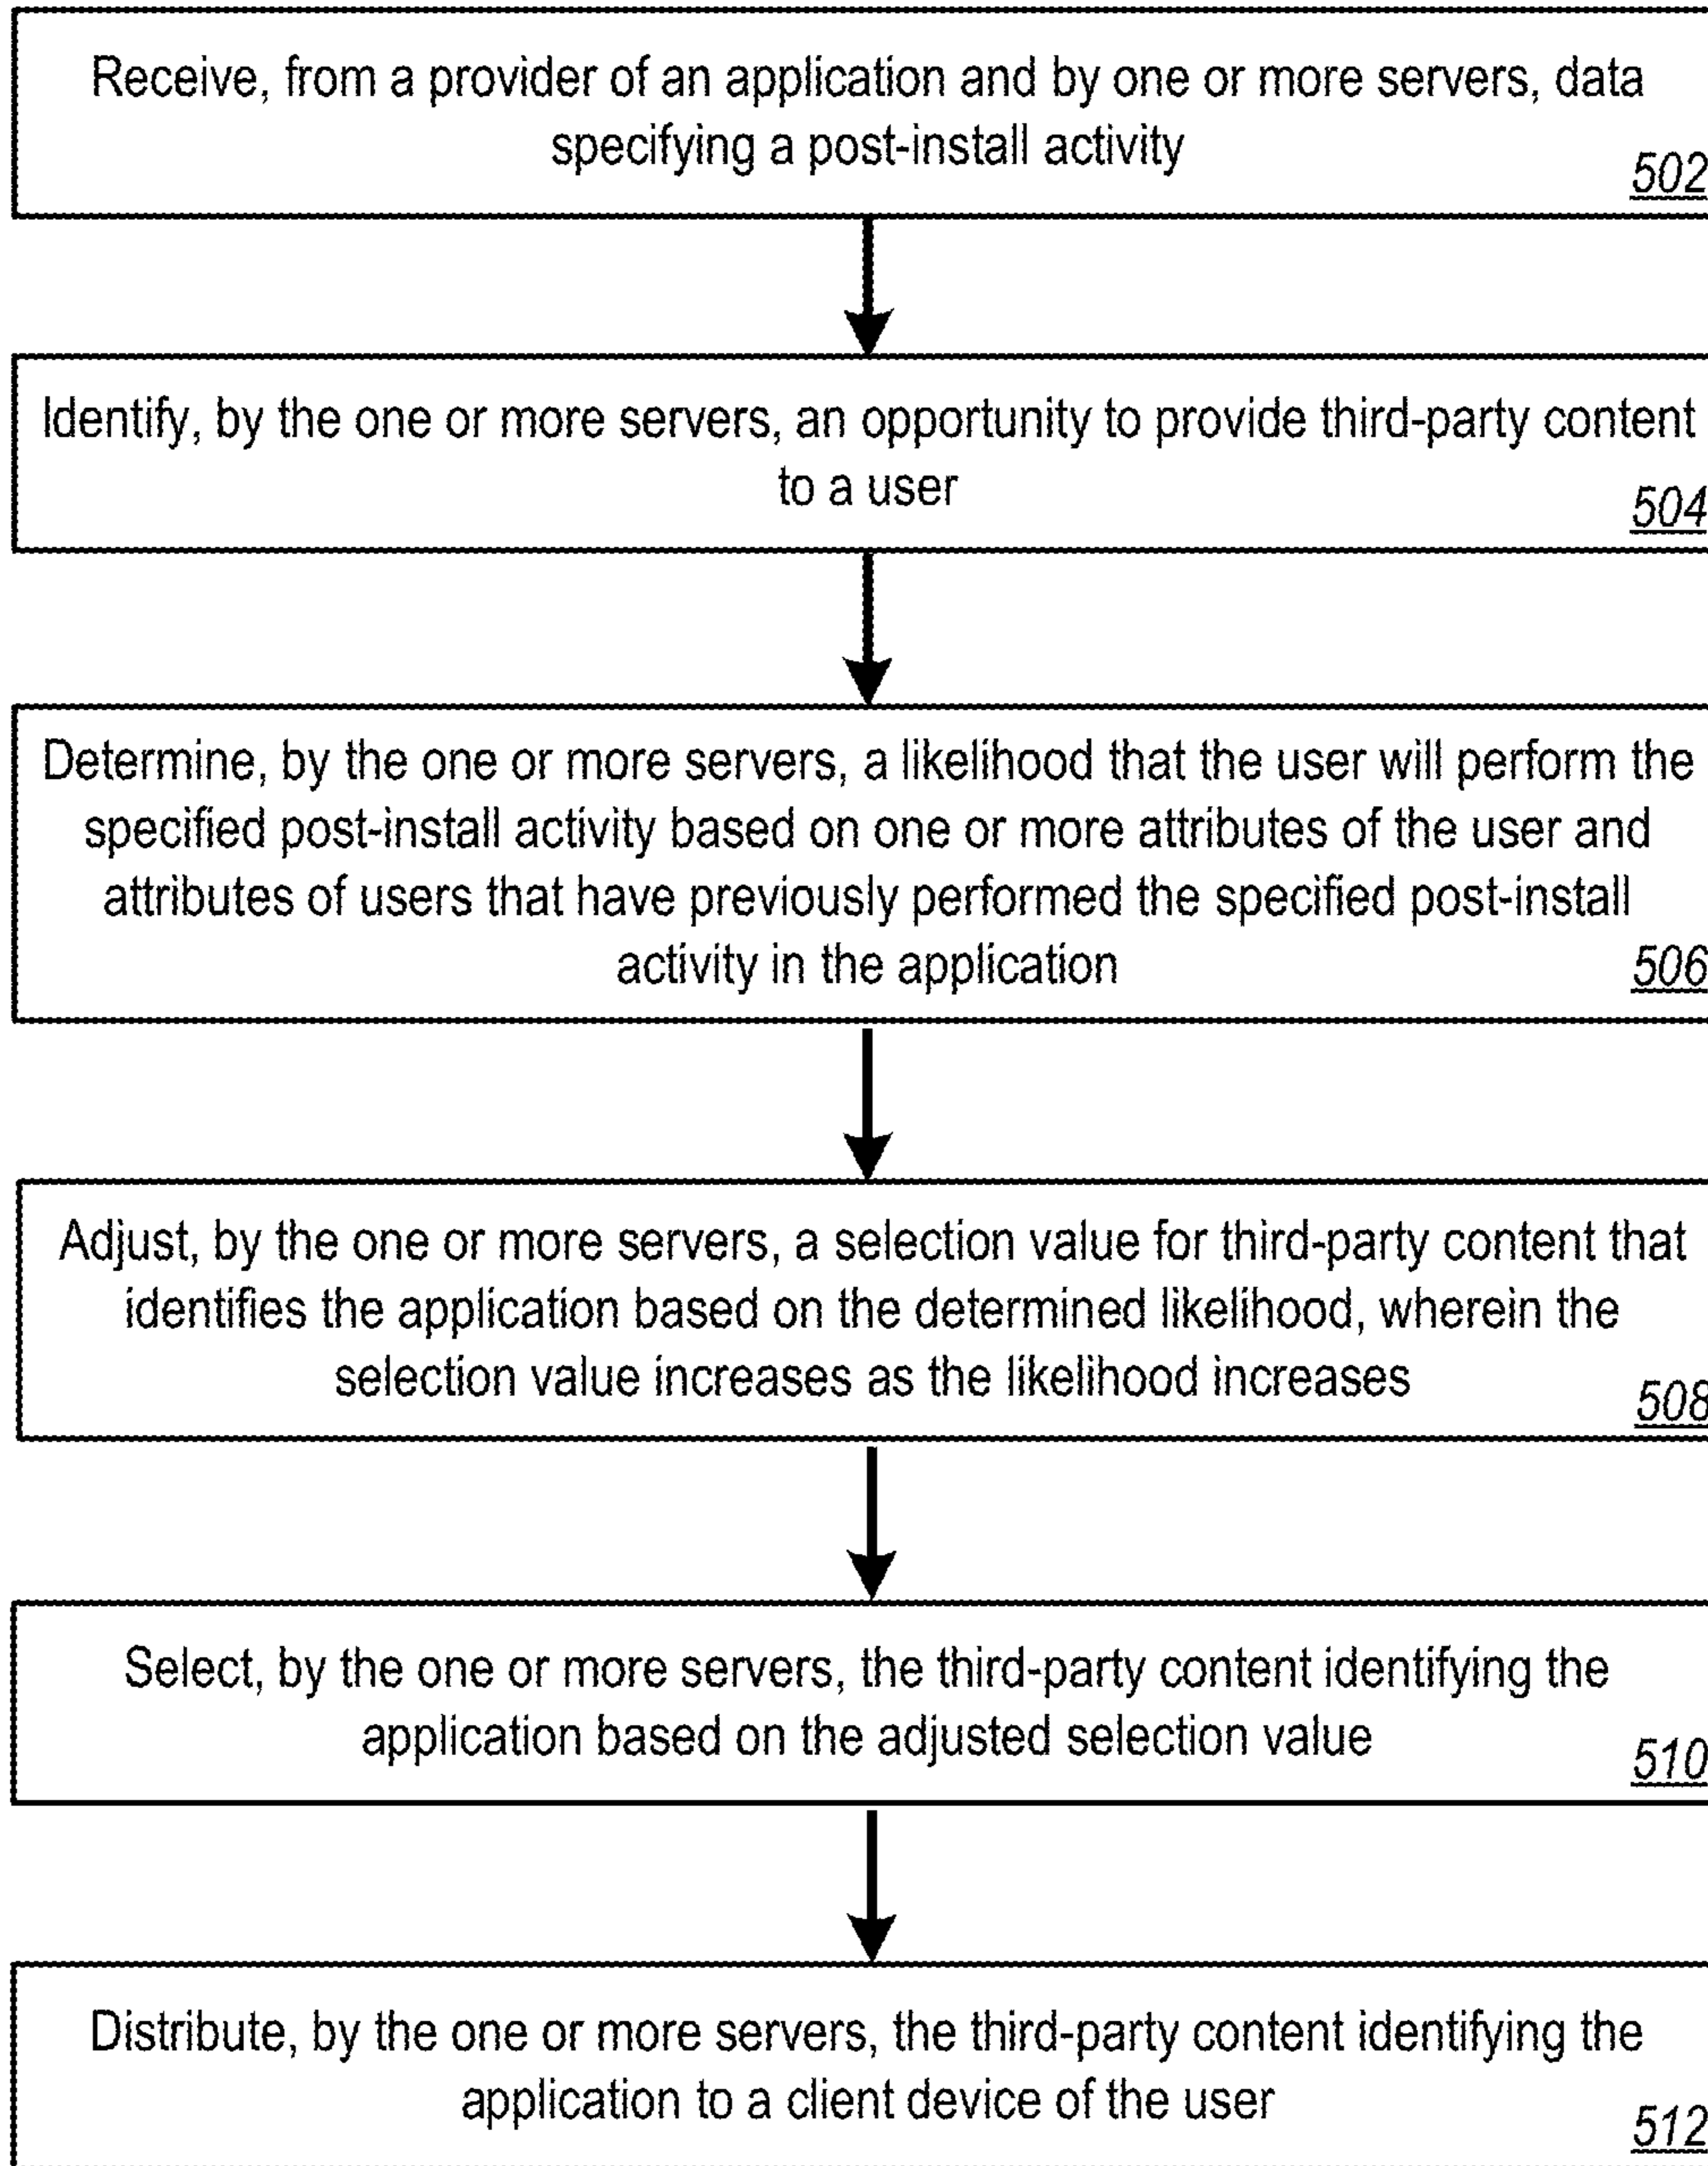 Receive, from a provider of an application and by one or more servers, data
specifying a post-install activity
502
Identify, by the one or more servers, an opportunity to provide third-party content
to a user
504
Determine, by the one or more servers, a likelihood that the user will perform the
specified post-install activity based on one or more attributes of the user and
attributes of users that have previously performed the specified post-install
activity in the application
506
Adjust, by the one or more servers, a selection value for third-party content that
identifies the application based on the determined likelihood, wherein the
selection value increases as the likelihood increases
508
Select, by the one or more servers, the third-party content identifying the
application based on the adjusted selection value
510
Distribute, by the one or more servers, the third-party content identifying the
application to a client device of the user
512